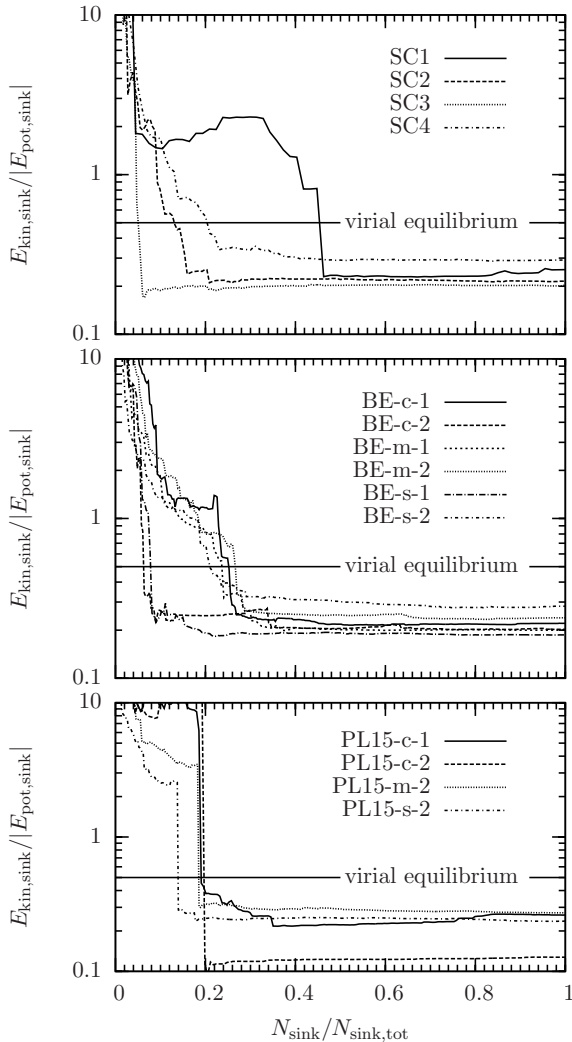 10
SC1
SC2
SC3
SC4
1
virial equilibrium
0.1
E_kin,sink/|E_pot,sink|
10
BE-c-1
BE-c-2
BE-m-1
BE-m-2
BE-s-1
BE-s-2
1
virial equilibrium
0.1
E_kin,sink/|E_pot,sink|
10
PL15-c-1
PL15-c-2
PL15-m-2
PL15-s-2
1
virial equilibrium
0.1
E_kin,sink/|E_pot,sink|
0 0.2 0.4 0.6 0.8 1
N_sink/N_sink,tot